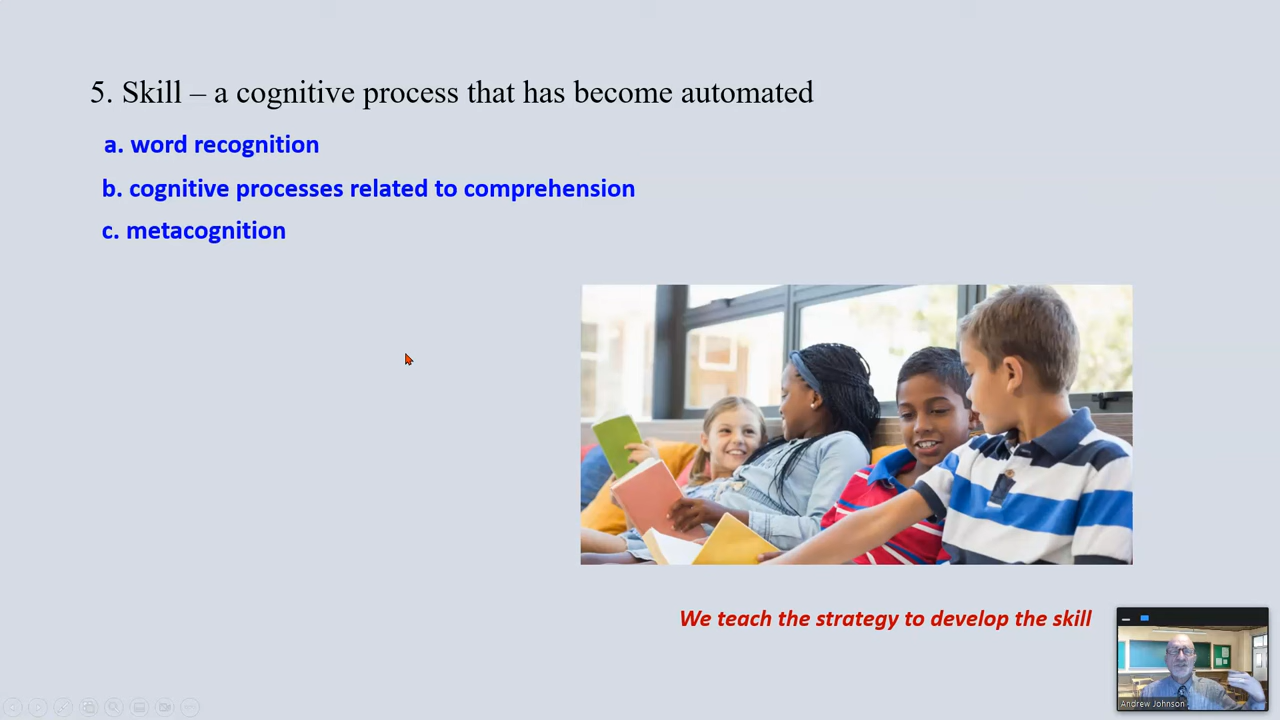 5. Skill – a cognitive process that has become automated
a. word recognition
b. cognitive processes related to comprehension
c. metacognition
We teach the strategy to develop the skill
Andrew Johnson